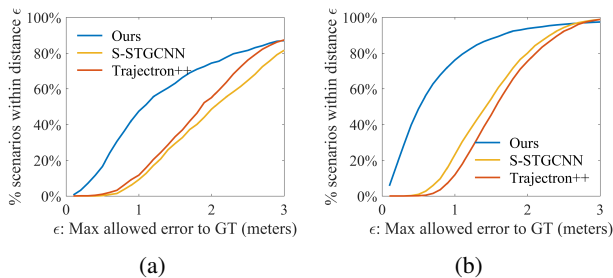 % scenarios within distance ϵ
100%
80%
60%
40%
20%
0%
Ours
S-STGCNN
Trajectron++
0 1 2 3
ϵ: Max allowed error to GT (meters)
(a)
% scenarios within distance ϵ
100%
80%
60%
40%
20%
0%
Ours
S-STGCNN
Trajectron++
0 1 2 3
ϵ: Max allowed error to GT (meters)
(b)